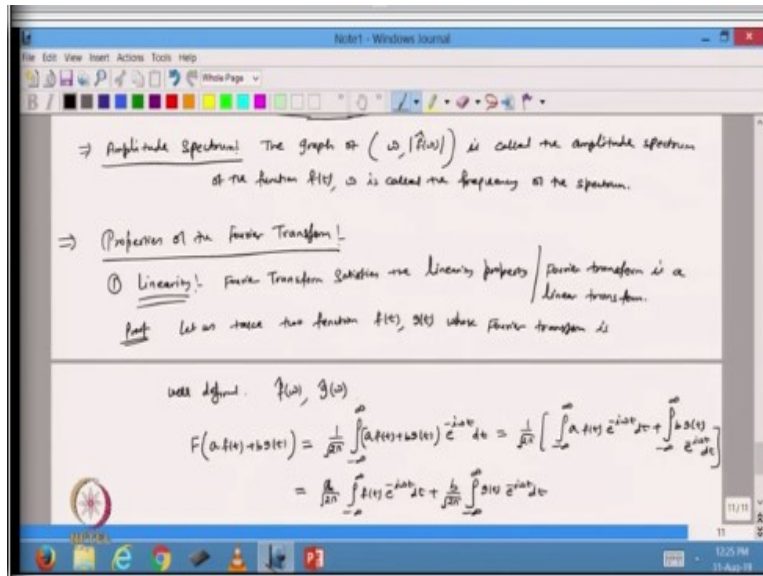 Note1 - Windows Journal
File Edit View Insert Actions Tools Help
Whole Page
B I
⇒ Amplitude Spectrum! The graph of (ω, |f̂(ω)|) is called the amplitude spectrum
of the function f(t), ω is called the frequency of the spectrum.
⇒ Properties of the Fourier Transform!
① Linearity! Fourier Transform satisfies the linearity property / Fourier transform is a
linear transform.
Proof Let us take two function f(t), g(t) whose Fourier transform is
well defined. f̂(ω), ĝ(ω)
F(a f(t)+b g(t)) = 1/√2π ∫_{-∞}^{∞} (a f(t)+b g(t)) e^{-iωt} dt = 1/√2π [ ∫_{-∞}^{∞} a f(t) e^{-iωt} dt + ∫_{-∞}^{∞} b g(t) e^{-iωt} dt ]
= a/√2π ∫_{-∞}^{∞} f(t) e^{-iωt} dt + b/√2π ∫_{-∞}^{∞} g(t) e^{-iωt} dt
NPTEL
11/11
11
12:25 PM
31-Aug-19